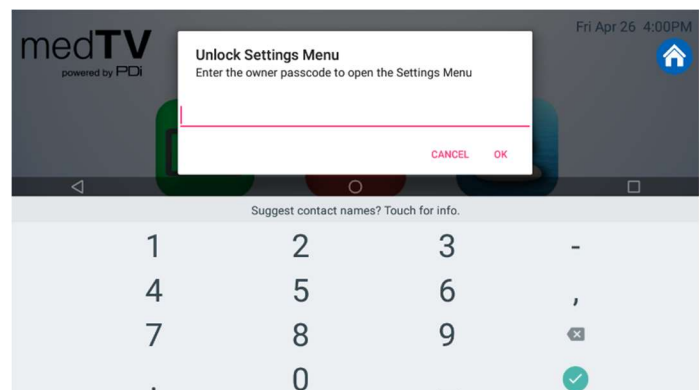 medTV
powered by PDi
Fri Apr 26 4:00PM
Unlock Settings Menu
Enter the owner passcode to open the Settings Menu
CANCEL OK
Suggest contact names? Touch for info.
1 2 3 -
4 5 6 ,
7 8 9
. 0